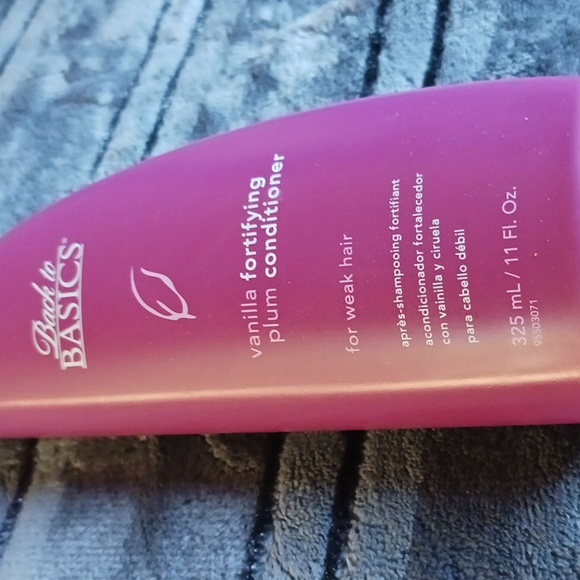 Back to
BASICS®
vanilla fortifying
plum conditioner
for weak hair
après-shampooing fortifiant
acondicionador fortalecedor
con vainilla y ciruela
para cabello débil
325 mL / 11 Fl. Oz.
95503071